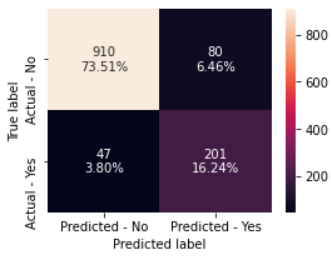 910
73.51%
80
6.46%
47
3.80%
201
16.24%
True label
Actual - No
Actual - Yes
Predicted - No
Predicted - Yes
Predicted label
800
600
400
200